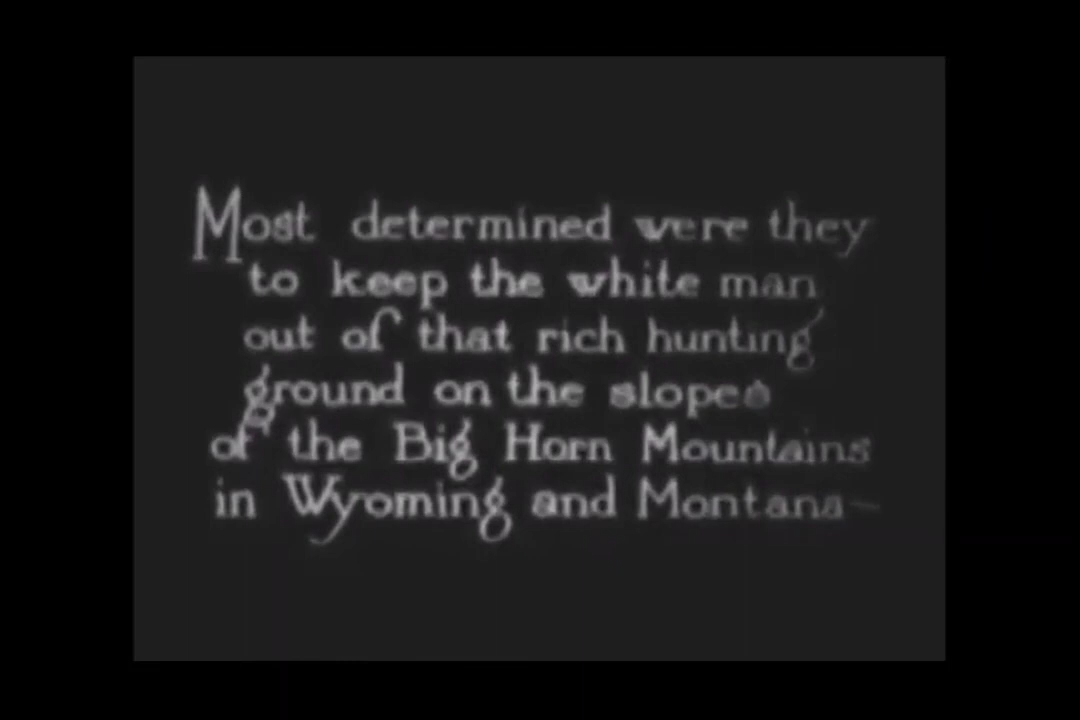 Most determined were they
to keep the white man
out of that rich hunting
ground on the slopes
of the Big Horn Mountains
in Wyoming and Montana—